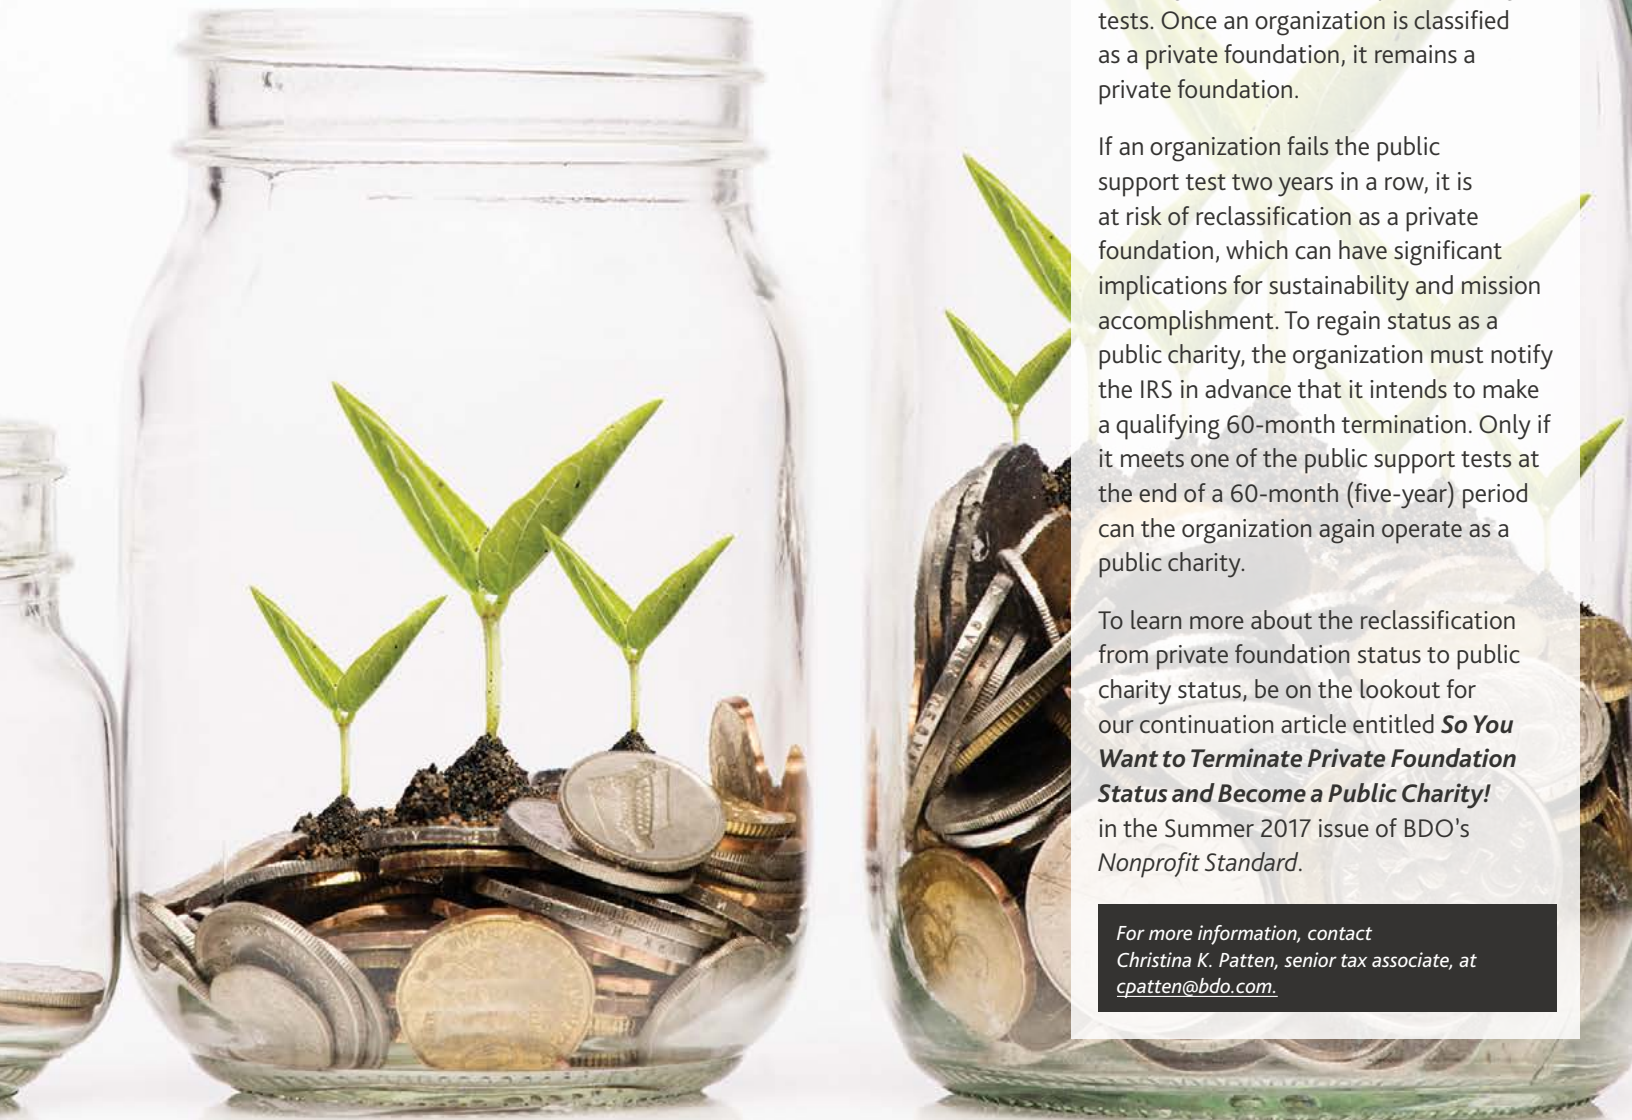 tests. Once an organization is classified
as a private foundation, it remains a
private foundation.
If an organization fails the public
support test two years in a row, it is
at risk of reclassification as a private
foundation, which can have significant
implications for sustainability and mission
accomplishment. To regain status as a
public charity, the organization must notify
the IRS in advance that it intends to make
a qualifying 60-month termination. Only if
it meets one of the public support tests at
the end of a 60-month (five-year) period
can the organization again operate as a
public charity.
To learn more about the reclassification
from private foundation status to public
charity status, be on the lookout for
our continuation article entitled So You
Want to Terminate Private Foundation
Status and Become a Public Charity!
in the Summer 2017 issue of BDO's
Nonprofit Standard.
For more information, contact
Christina K. Patten, senior tax associate, at
cpatten@bdo.com.